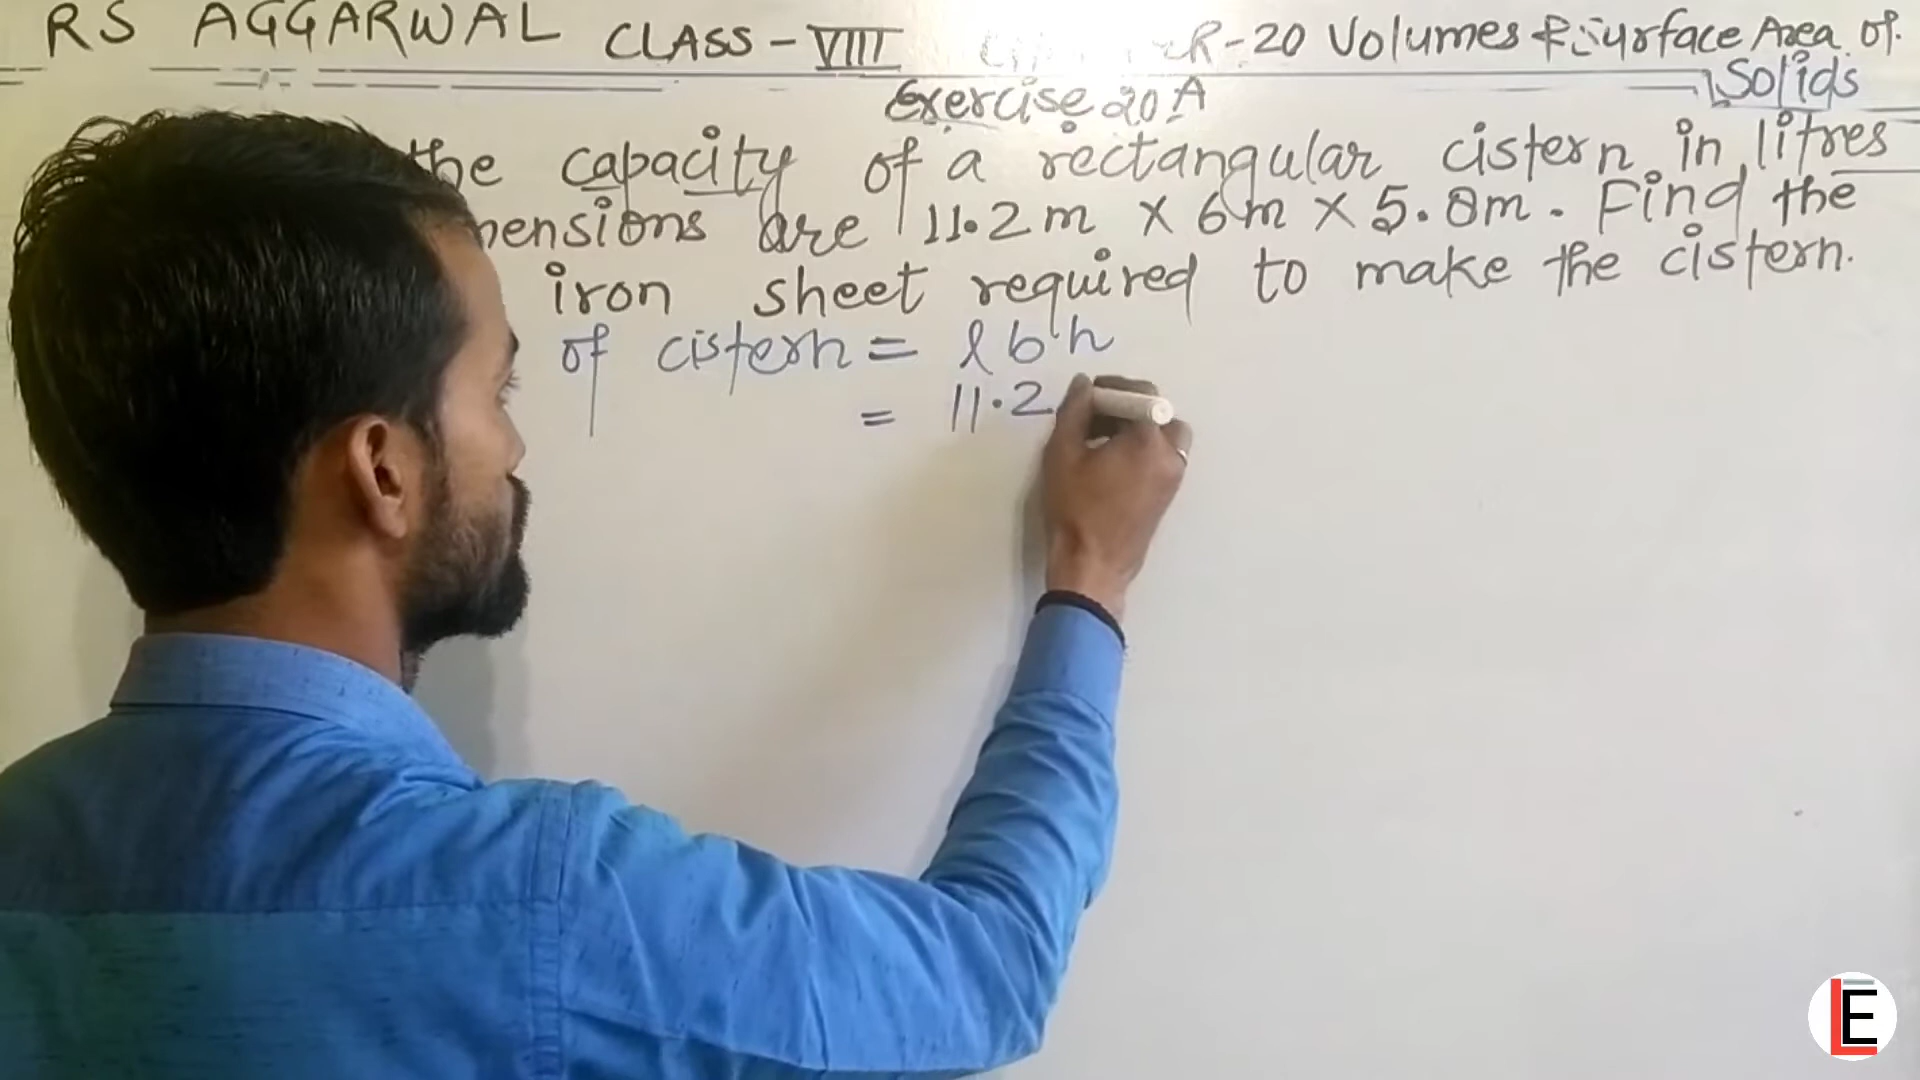 RS AGGARWAL CLASS-VIII R-20 Volumes & Surface Area of
Solids
Exercise 20A
the capacity of a rectangular cistern in litres
mensions are 11.2m × 6m × 5.8m. Find the
iron sheet required to make the cistern.
of cistern = l b h
= 11.2
LE